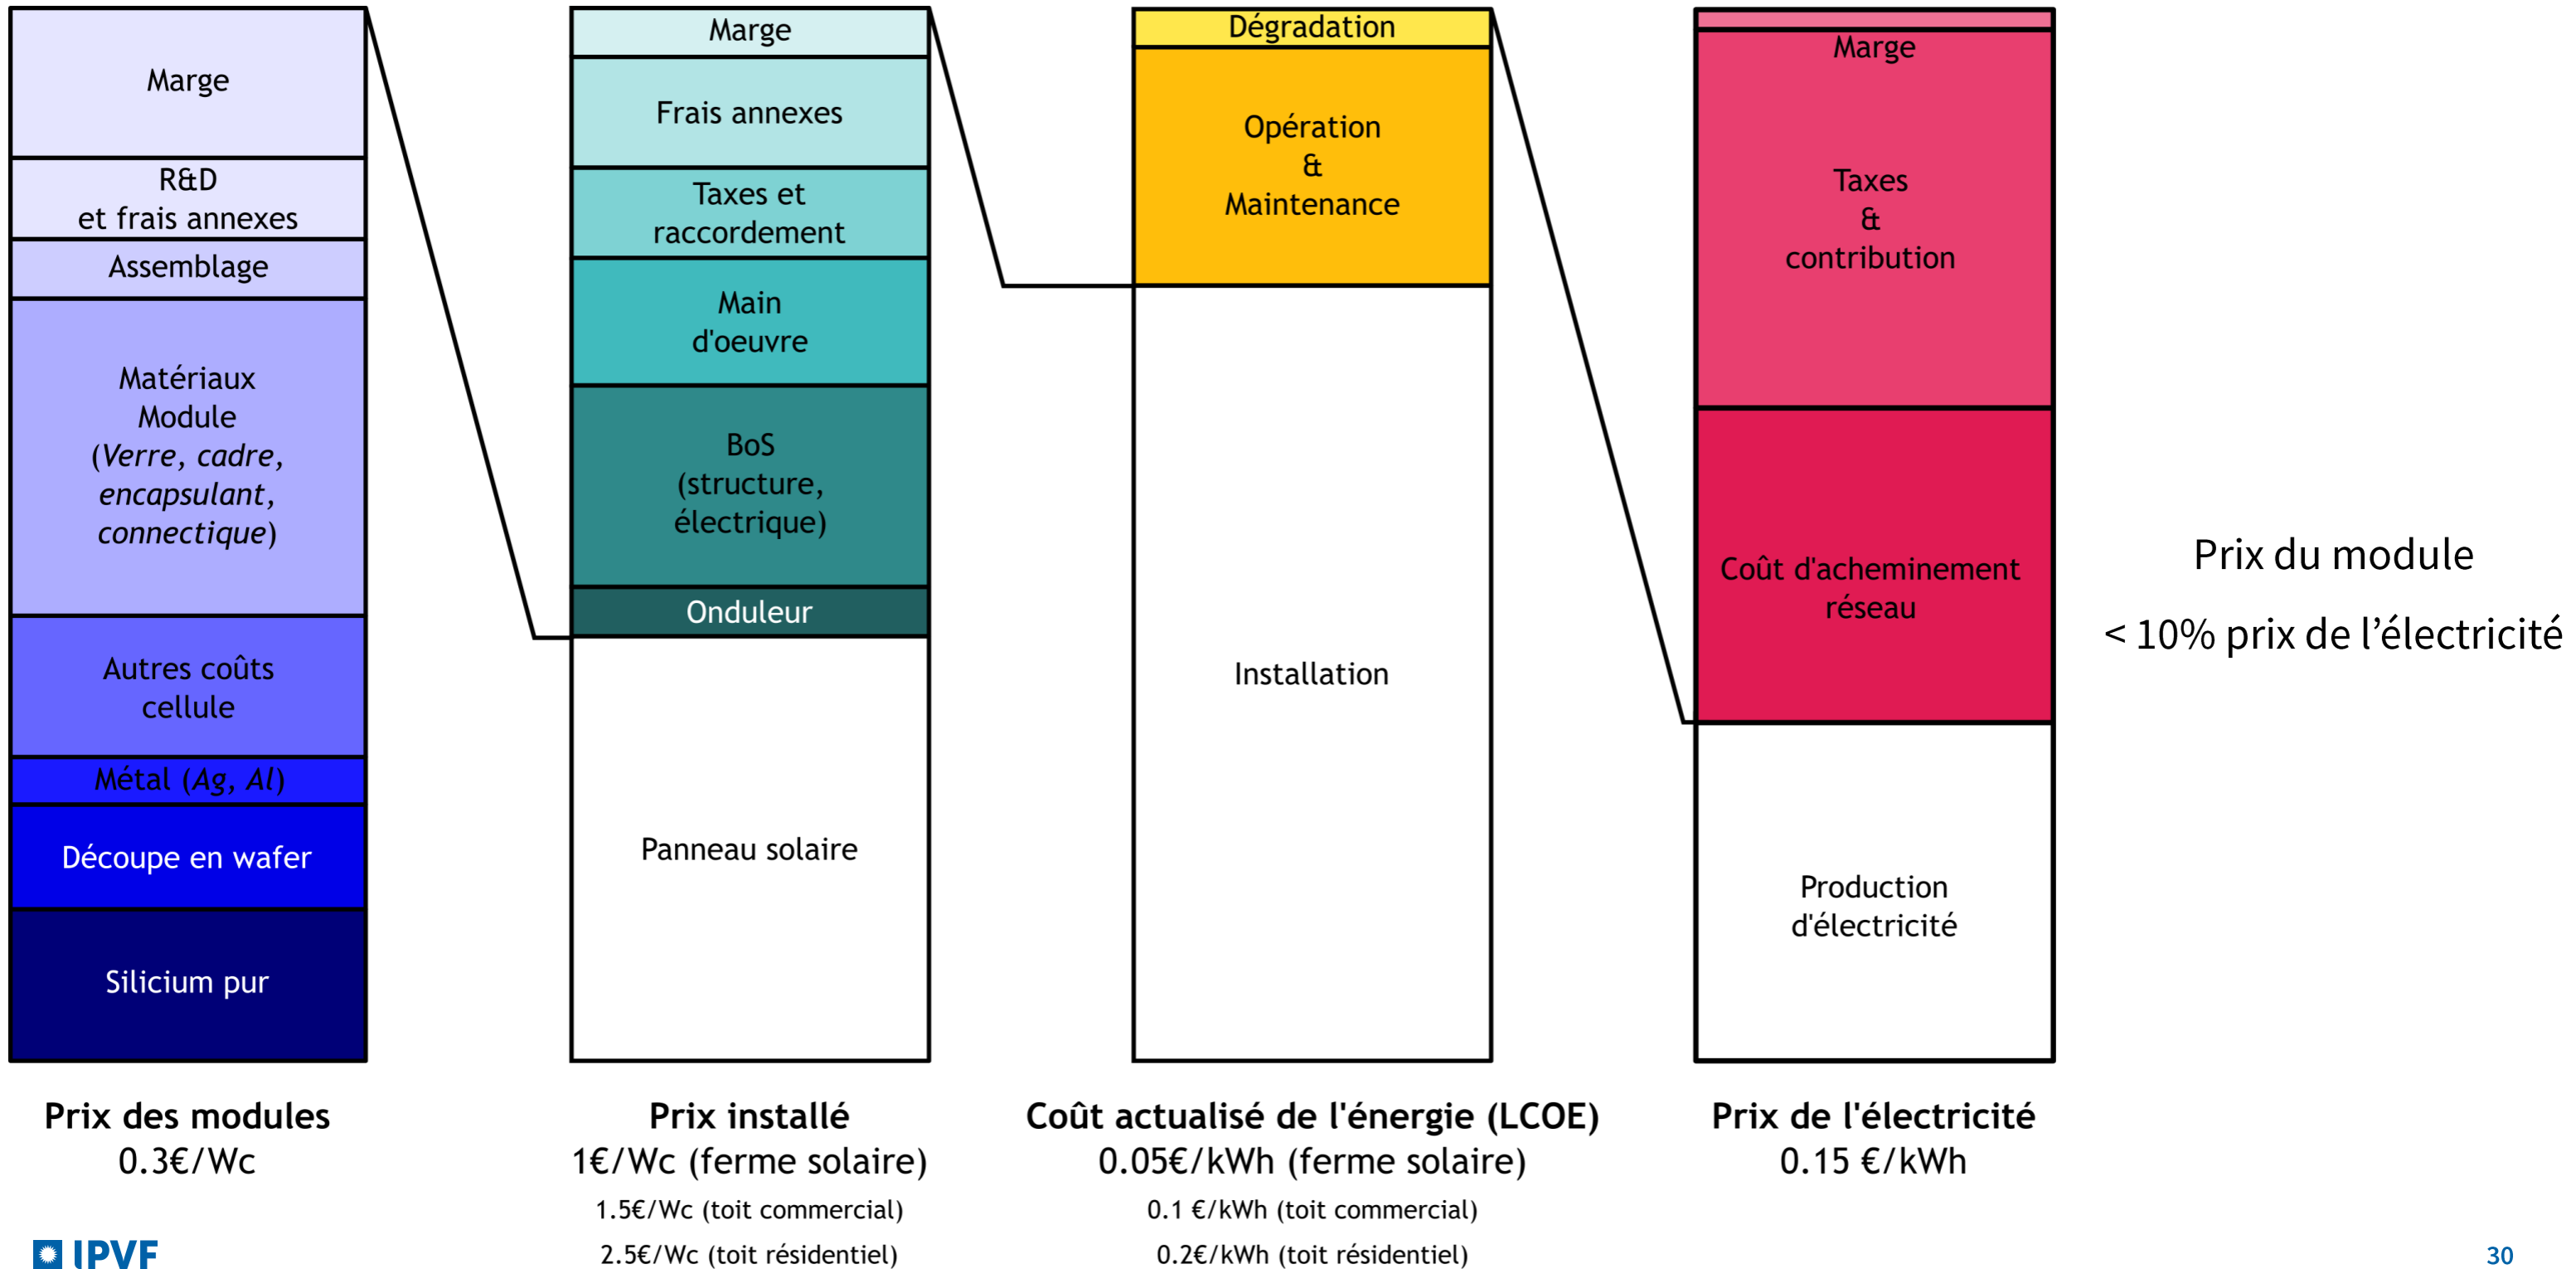 Marge
R&D
et frais annexes
Assemblage
Matériaux
Module
(Verre, cadre,
encapsulant,
connectique)
Autres coûts
cellule
Métal (Ag, Al)
Découpe en wafer
Silicium pur
Prix des modules
0.3€/Wc
Marge
Frais annexes
Taxes et
raccordement
Main
d'oeuvre
BoS
(structure,
électrique)
Onduleur
Panneau solaire
Prix installé
1€/Wc (ferme solaire)
1.5€/Wc (toit commercial)
2.5€/Wc (toit résidentiel)
Dégradation
Opération
&
Maintenance
Installation
Coût actualisé de l'énergie (LCOE)
0.05€/kWh (ferme solaire)
0.1 €/kWh (toit commercial)
0.2€/kWh (toit résidentiel)
Marge
Taxes
&
contribution
Coût d'acheminement
réseau
Production
d'électricité
Prix de l'électricité
0.15 €/kWh
Prix du module
< 10% prix de l’électricité
IPVF
30